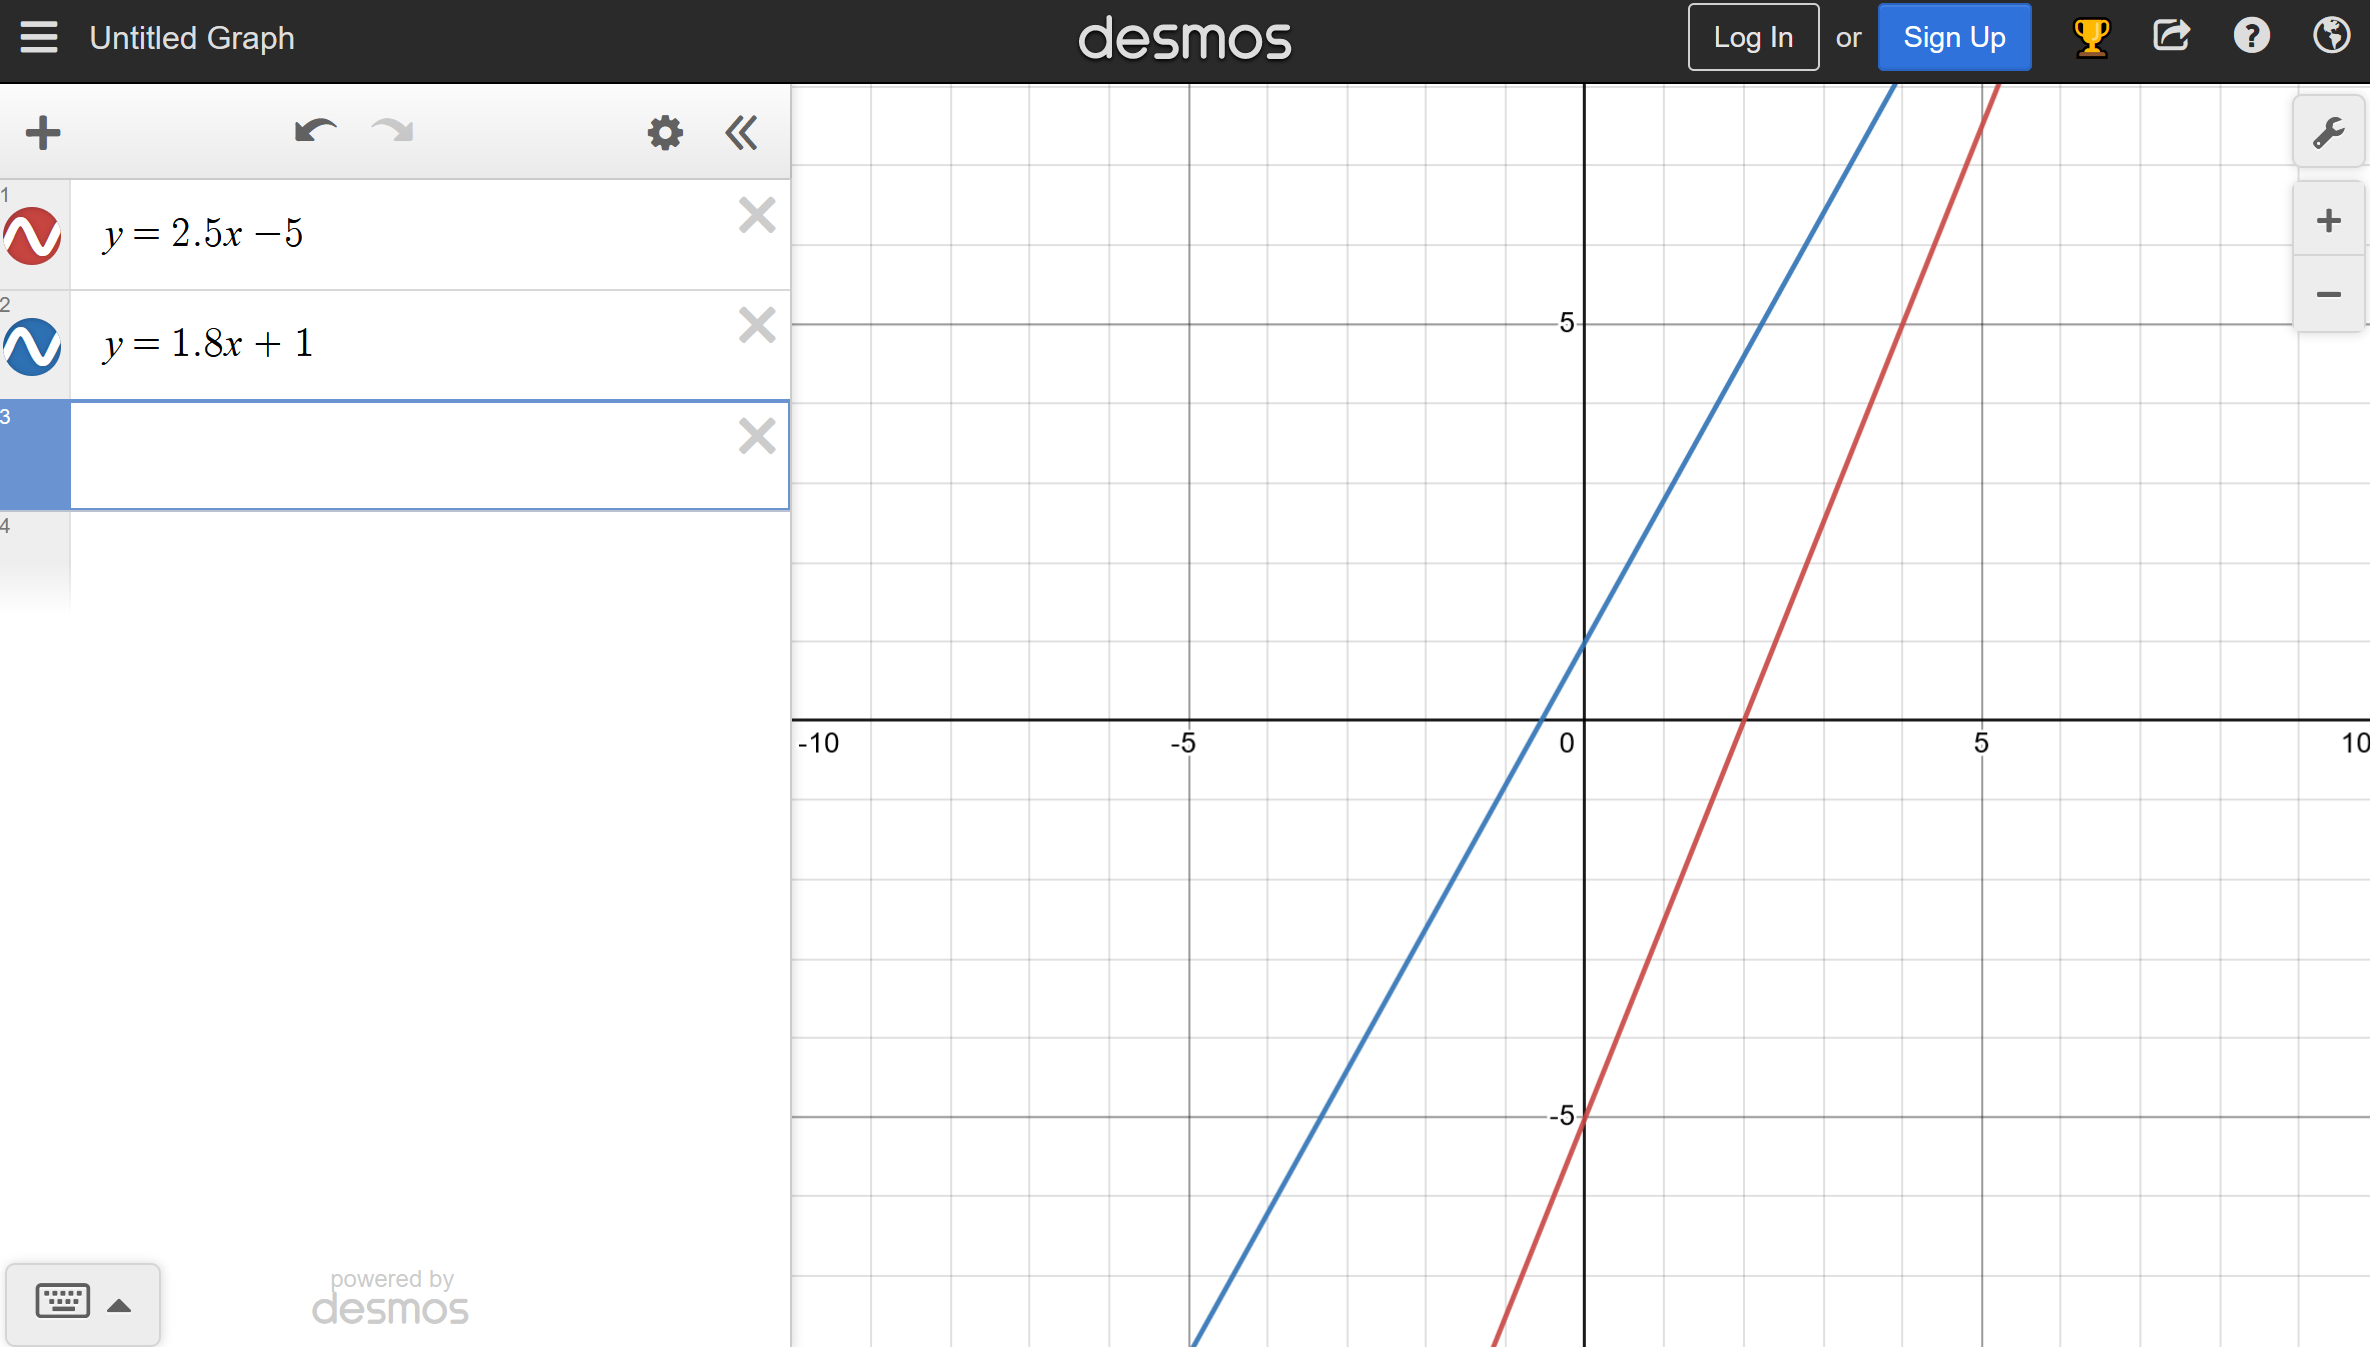 Untitled Graph
desmos
Log In or Sign Up
1
y = 2.5x −5
2
y = 1.8x + 1
3
4
5
-10 -5 0 5 10
-5
powered by
desmos